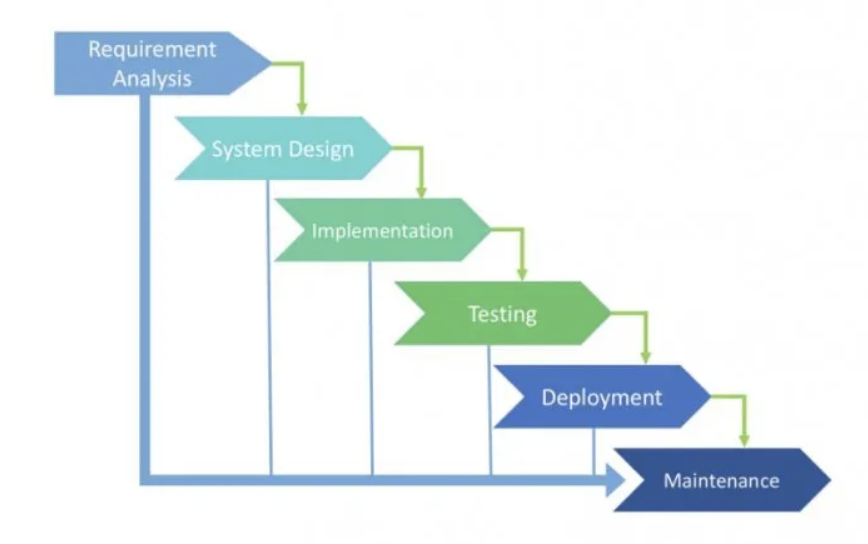 Requirement
Analysis
System Design
Implementation
Testing
Deployment
Maintenance